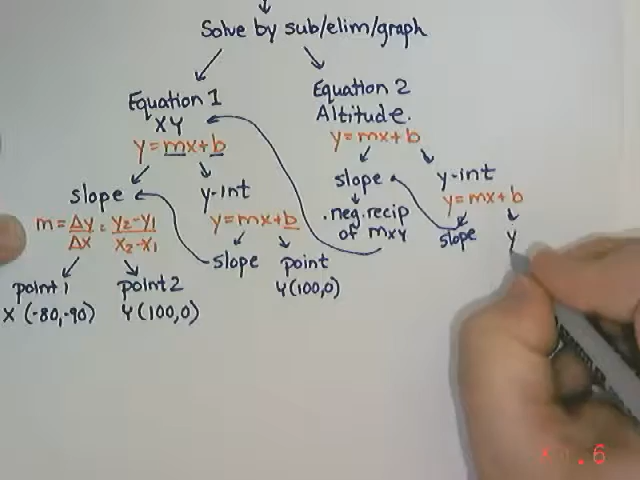 Solve by sub/elim/graph
Equation 1
XY
y=mx+b
slope
m=Δy/Δx = y₂-y₁/x₂-x₁
point 1
X (-80,-90)
point 2
Y (100,0)
y-int
y=mx+b
slope
point
Y (100,0)
Equation 2
Altitude.
y=mx+b
slope
.neg. recip
of mxy
y-int
y=mx+b
slope
y